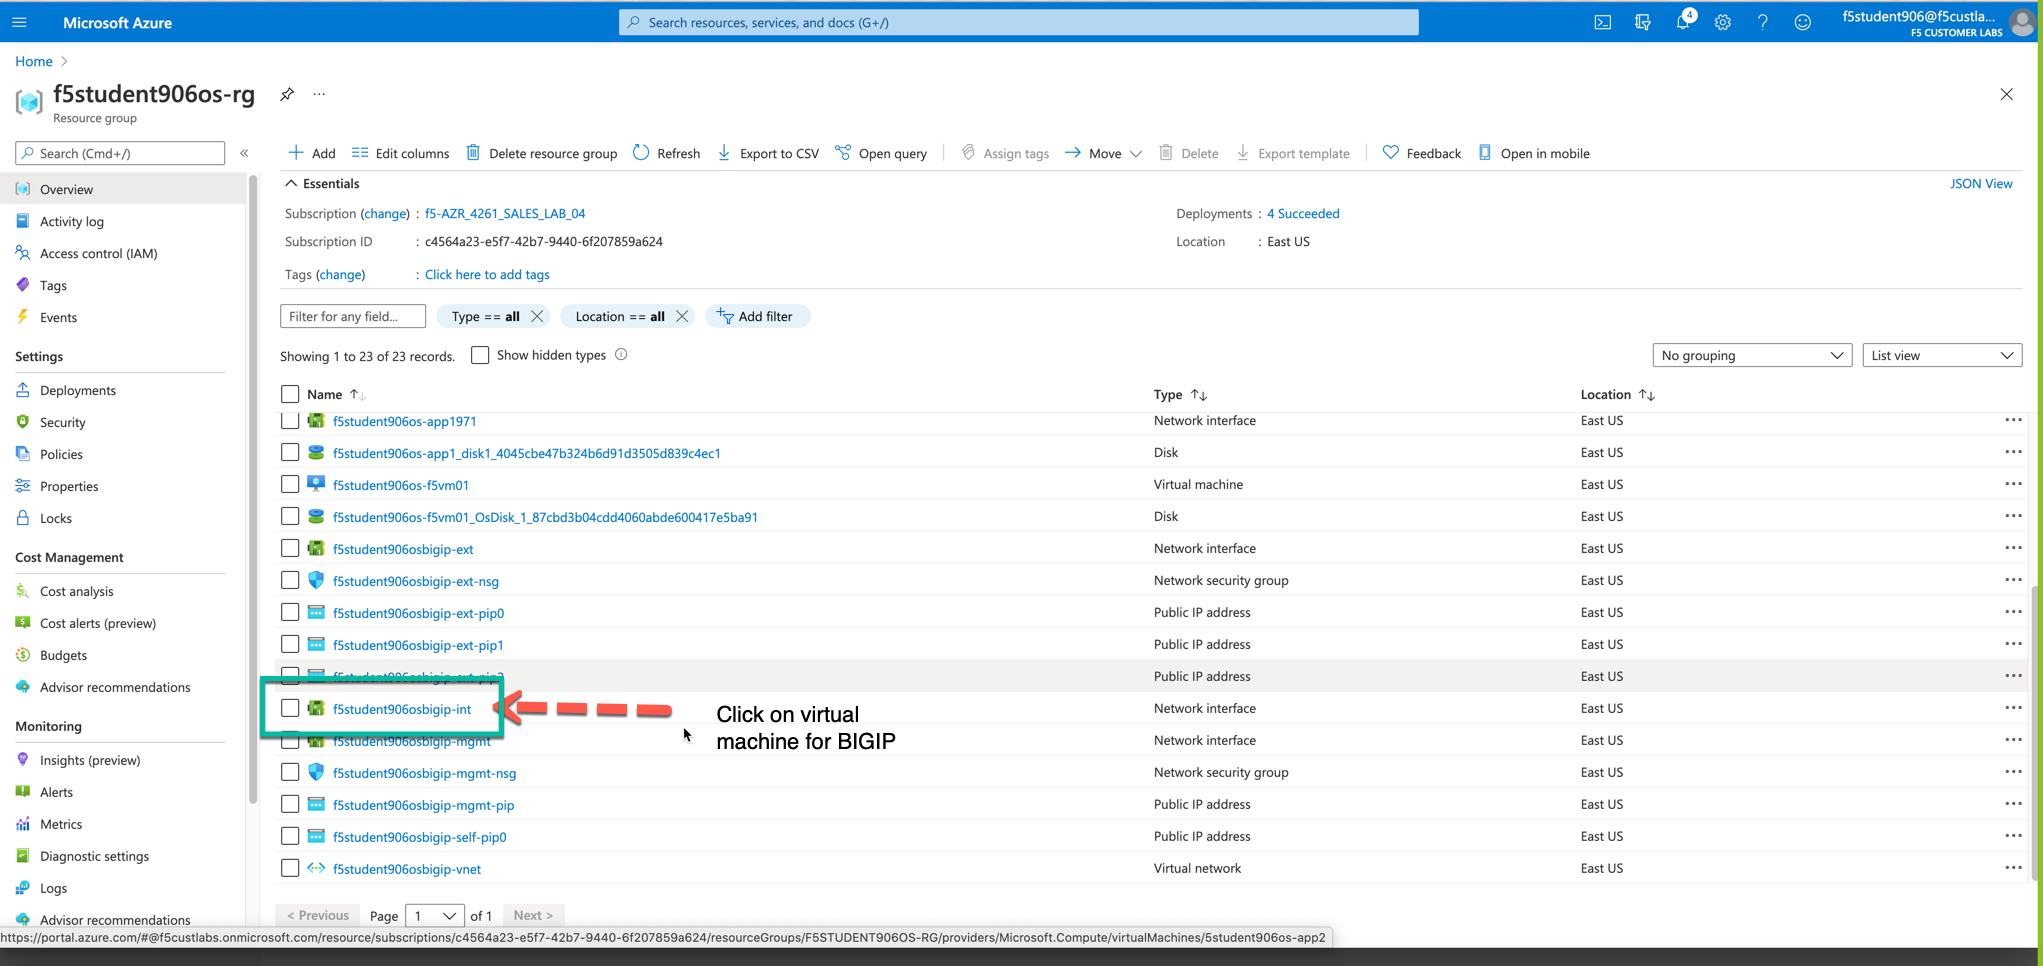 Microsoft Azure
Search resources, services, and docs (G+/)
4
f5student906@f5custla...
F5 CUSTOMER LABS
Home >
f5student906os-rg
...
Resource group
Search (Cmd+/)
«
Overview
Activity log
Access control (IAM)
Tags
Events
Settings
Deployments
Security
Policies
Properties
Locks
Cost Management
Cost analysis
Cost alerts (preview)
Budgets
Advisor recommendations
Monitoring
Insights (preview)
Alerts
Metrics
Diagnostic settings
Logs
Advisor recommendations
Add Edit columns Delete resource group Refresh Export to CSV Open query Assign tags Move Delete Export template Feedback Open in mobile
Essentials
JSON View
Subscription (change) : f5-AZR_4261_SALES_LAB_04
Deployments : 4 Succeeded
Subscription ID : c4564a23-e5f7-42b7-9440-6f207859a624
Location : East US
Tags (change) : Click here to add tags
Filter for any field... Type == all Location == all Add filter
Showing 1 to 23 of 23 records. Show hidden types
No grouping List view
Name Type Location
f5student906os-app1971 Network interface East US ...
f5student906os-app1_disk1_4045cbe47b324b6d91d3505d839c4ec1 Disk East US ...
f5student906os-f5vm01 Virtual machine East US ...
f5student906os-f5vm01_OsDisk_1_87cbd3b04cdd4060abde600417e5ba91 Disk East US ...
f5student906osbigip-ext Network interface East US ...
f5student906osbigip-ext-nsg Network security group East US ...
f5student906osbigip-ext-pip0 Public IP address East US ...
f5student906osbigip-ext-pip1 Public IP address East US ...
f5student906osbigip-ext-pip2 Public IP address East US ...
f5student906osbigip-int Network interface East US ...
f5student906osbigip-mgmt Network interface East US ...
f5student906osbigip-mgmt-nsg Network security group East US ...
f5student906osbigip-mgmt-pip Public IP address East US ...
f5student906osbigip-self-pip0 Public IP address East US ...
f5student906osbigip-vnet Virtual network East US ...
Click on virtual
machine for BIGIP
< Previous Page 1 of 1 Next >
https://portal.azure.com/#@f5custlabs.onmicrosoft.com/resource/subscriptions/c4564a23-e5f7-42b7-9440-6f207859a624/resourceGroups/F5STUDENT906OS-RG/providers/Microsoft.Compute/virtualMachines/5student906os-app2